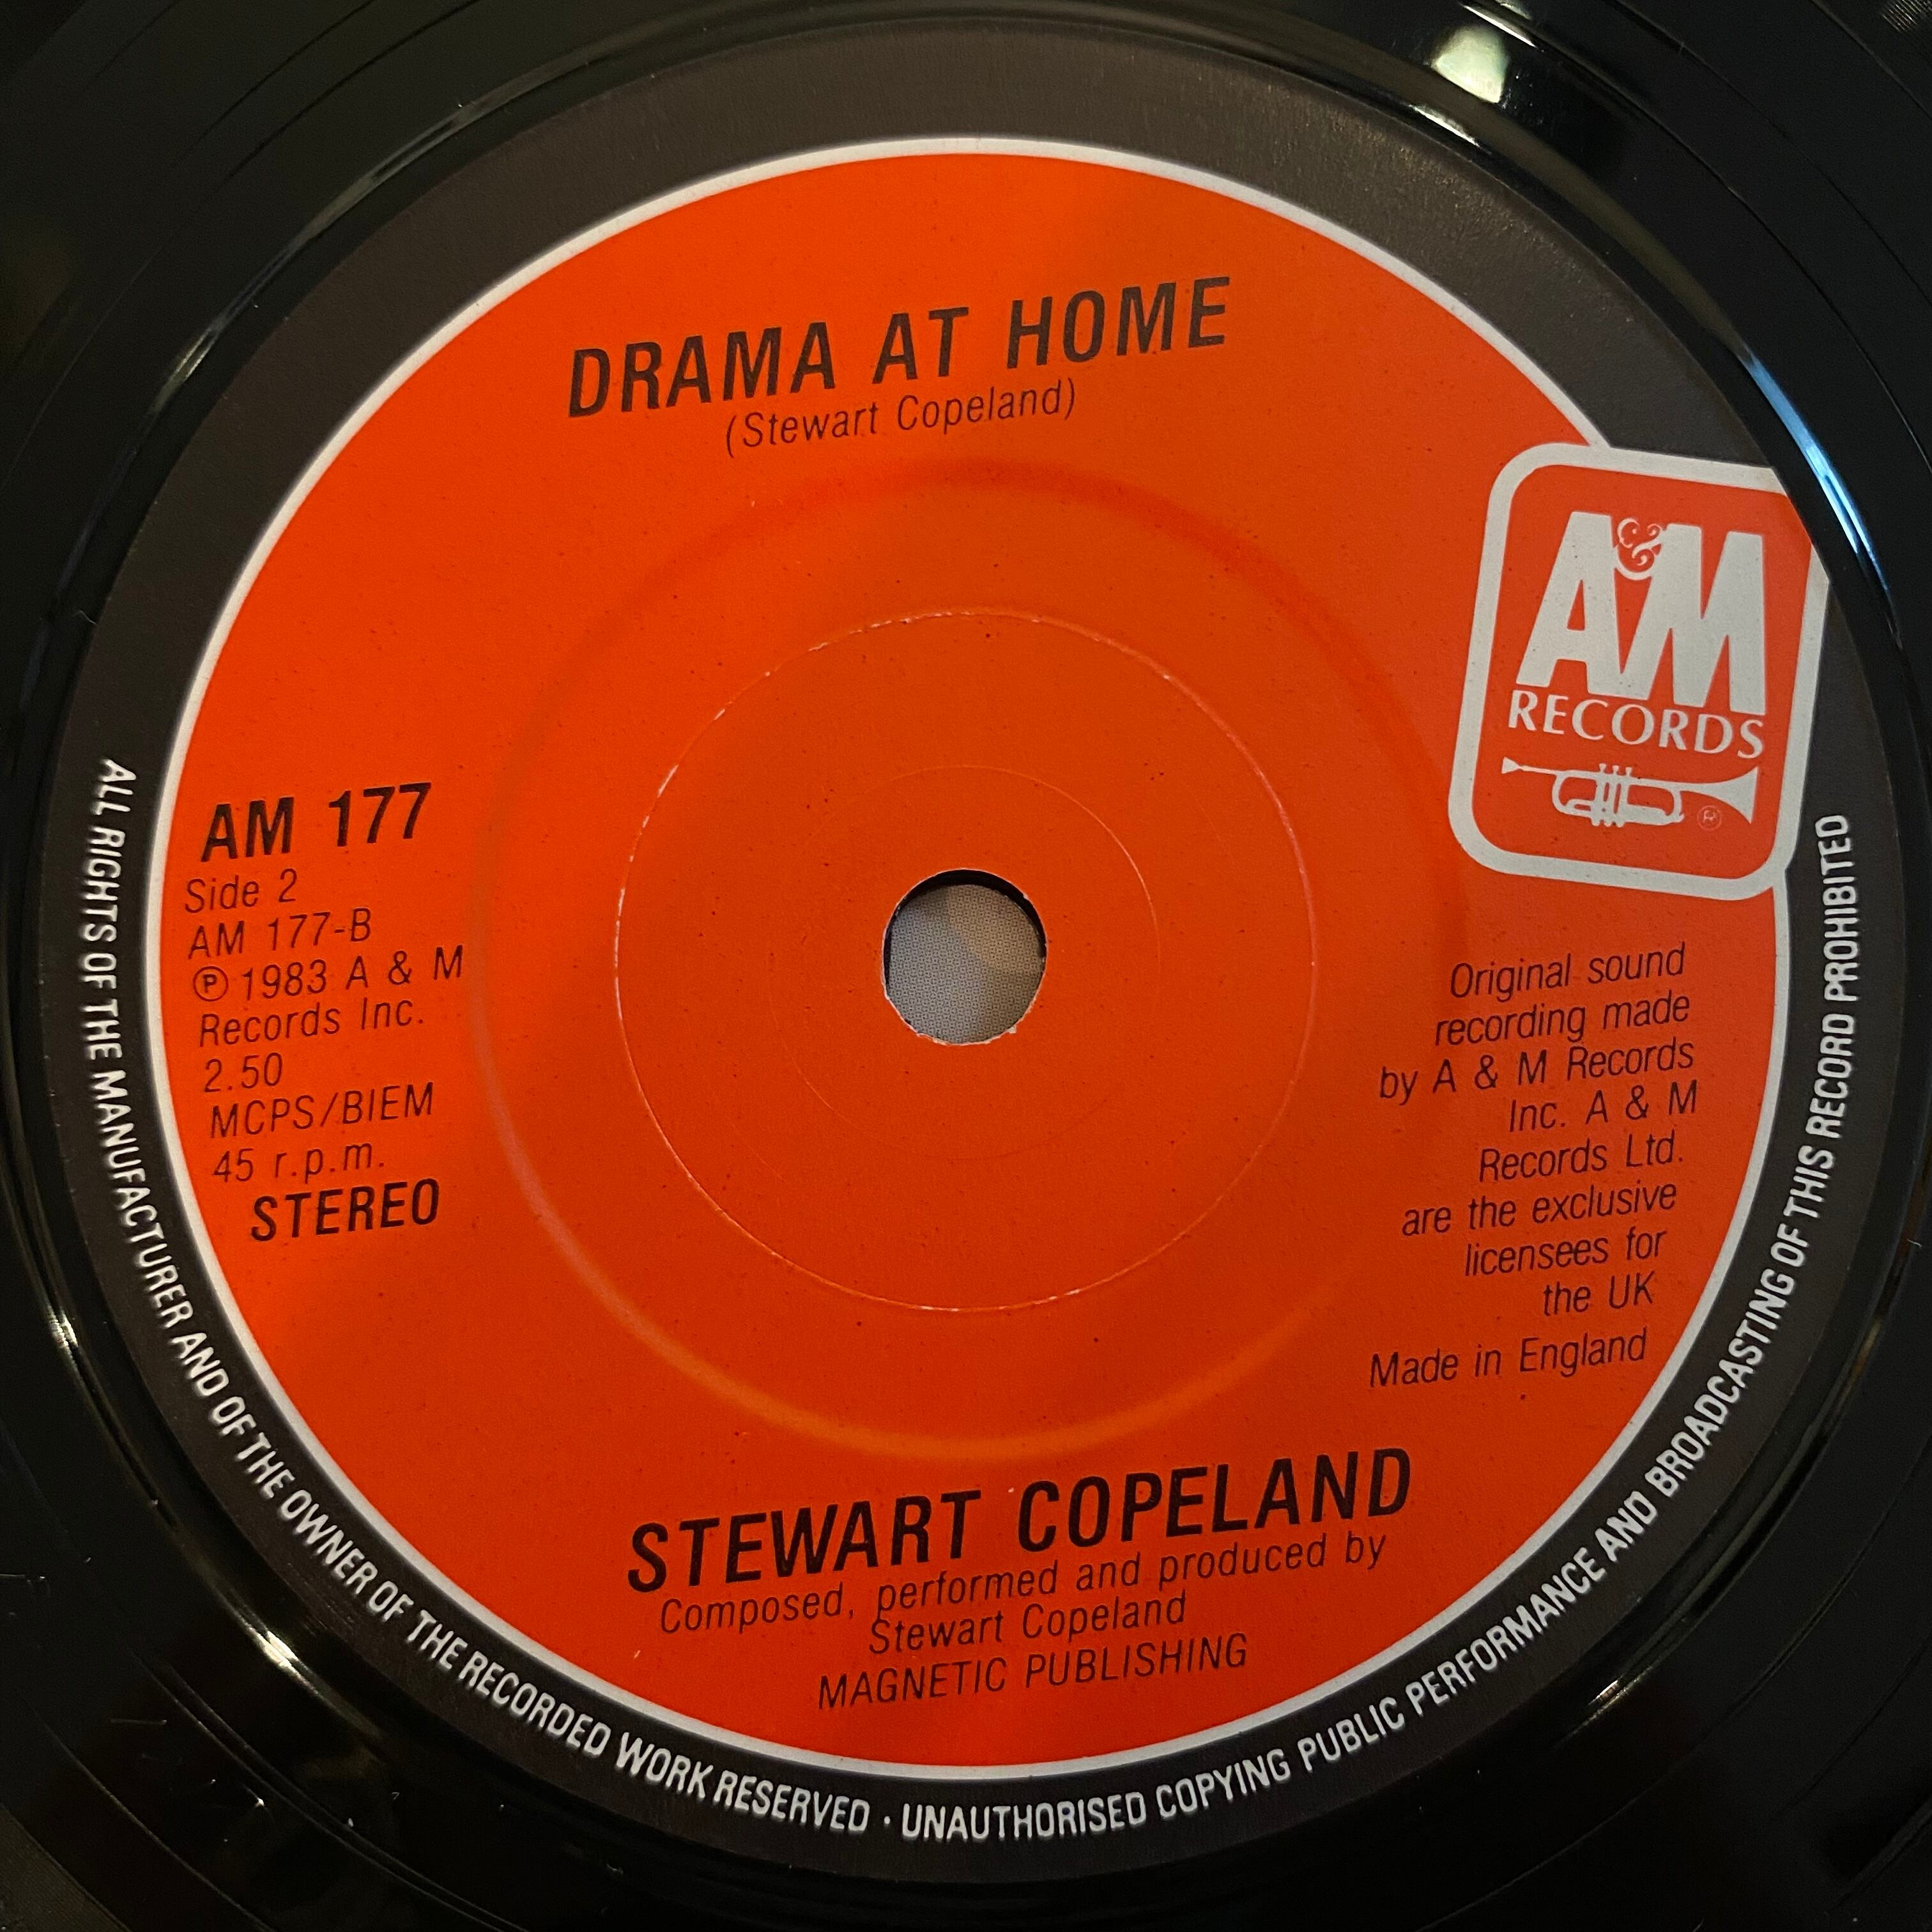 DRAMA AT HOME
(Stewart Copeland)
A&M
RECORDS
®
AM 177
Side 2
AM 177-B
Ⓟ 1983 A & M
Records Inc.
2.50
MCPS/BIEM
45 r.p.m.
STEREO
Original sound
recording made
by A & M Records
Inc. A & M
Records Ltd.
are the exclusive
licensees for
the UK
Made in England
STEWART COPELAND
Composed, performed and produced by
Stewart Copeland
MAGNETIC PUBLISHING
ALL RIGHTS OF THE MANUFACTURER AND OF THE OWNER OF THE RECORDED WORK RESERVED · UNAUTHORISED COPYING PUBLIC PERFORMANCE AND BROADCASTING OF THIS RECORD PROHIBITED